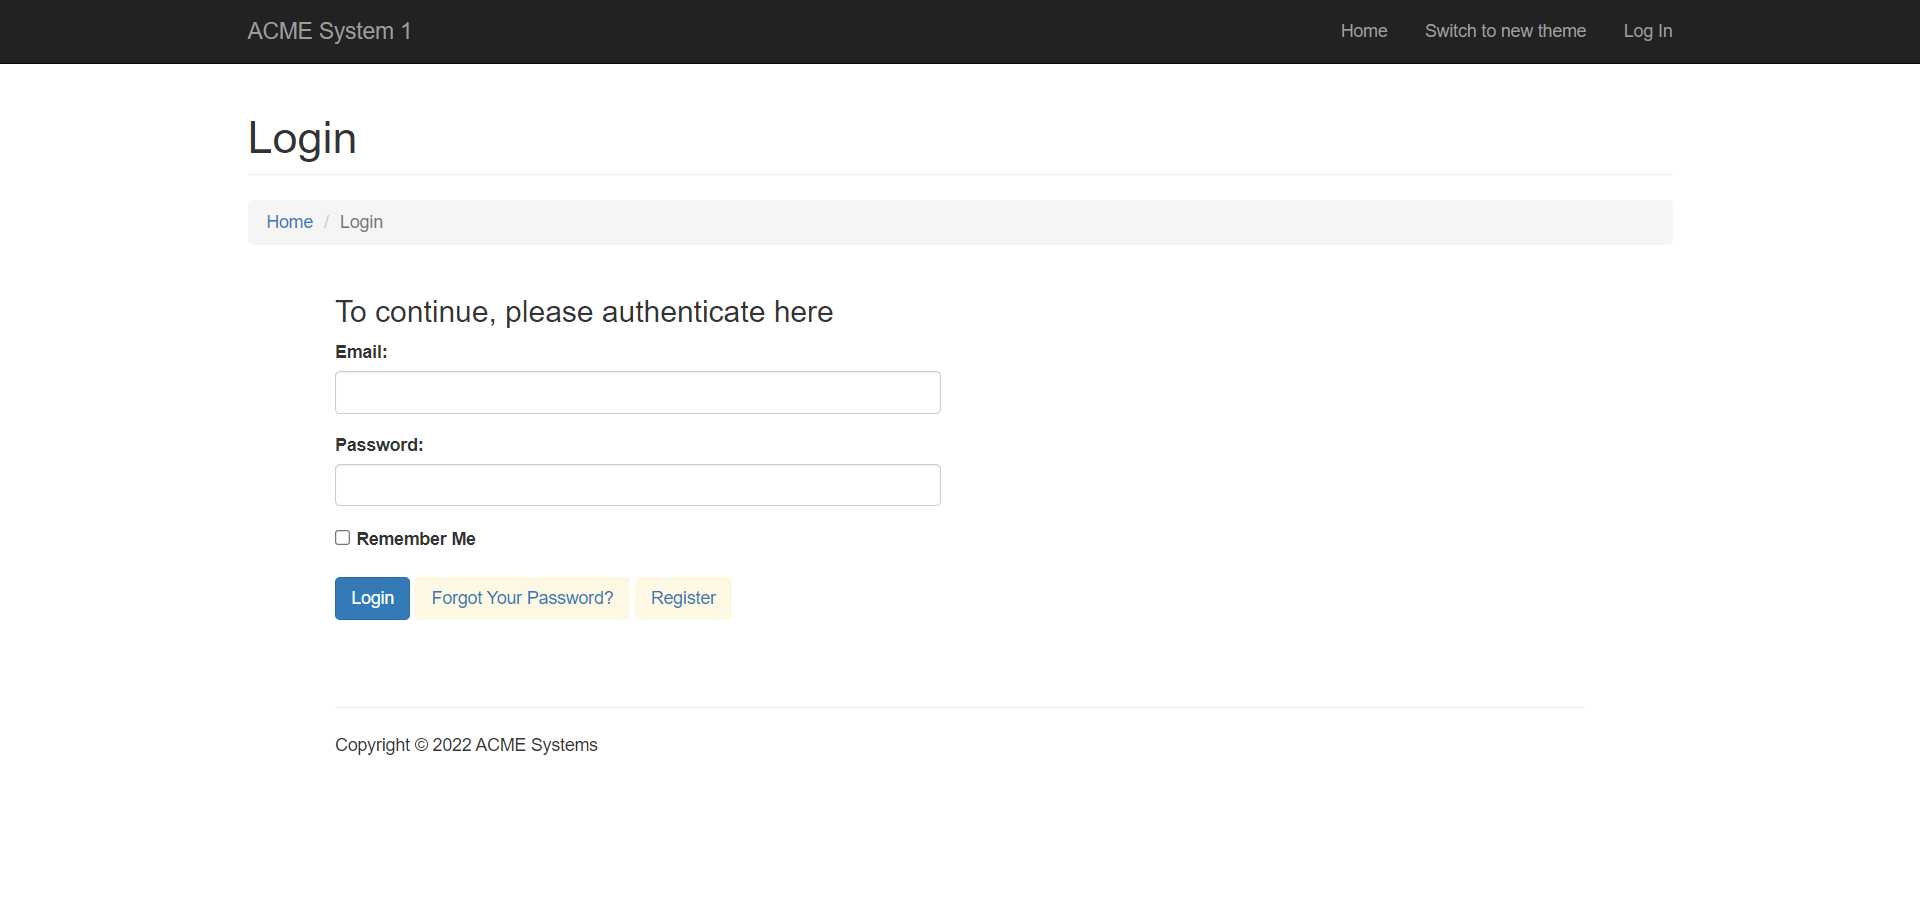 ACME System 1
Home Switch to new theme Log In
Login
Home / Login
To continue, please authenticate here
Email:
Password:
Remember Me
Login Forgot Your Password? Register
Copyright © 2022 ACME Systems